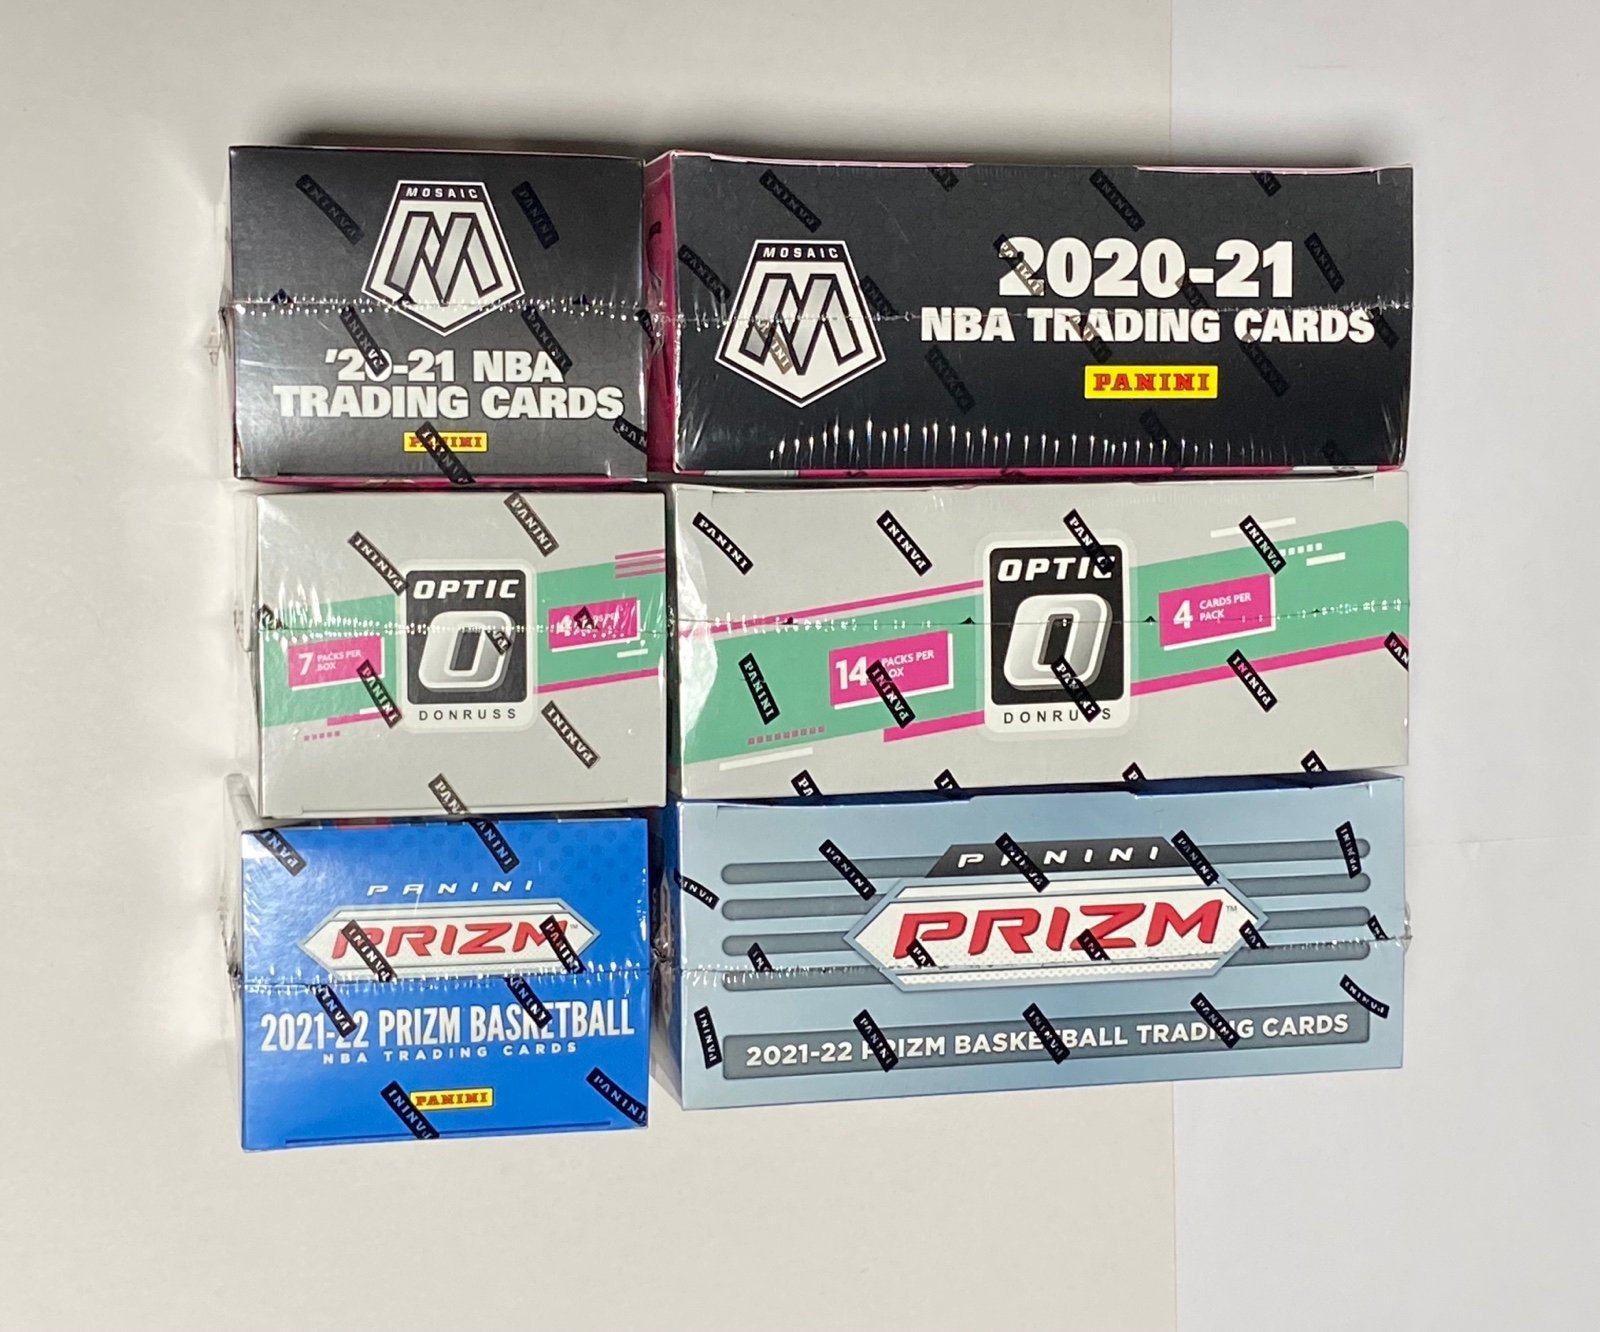 MOSAIC
M
'20-21 NBA
TRADING CARDS
PANINI
MOSAIC
M
2020-21
NBA TRADING CARDS
PANINI
OPTIC
O
DONRUSS
7 PACKS PER
BOX
OPTIC
O
DONRUSS
14 PACKS PER
BOX
4 CARDS PER
PACK
PANINI
PRIZM™
2021-22 PRIZM BASKETBALL
NBA TRADING CARDS
PANINI
PANINI
PRIZM™
2021-22 PRIZM BASKETBALL TRADING CARDS